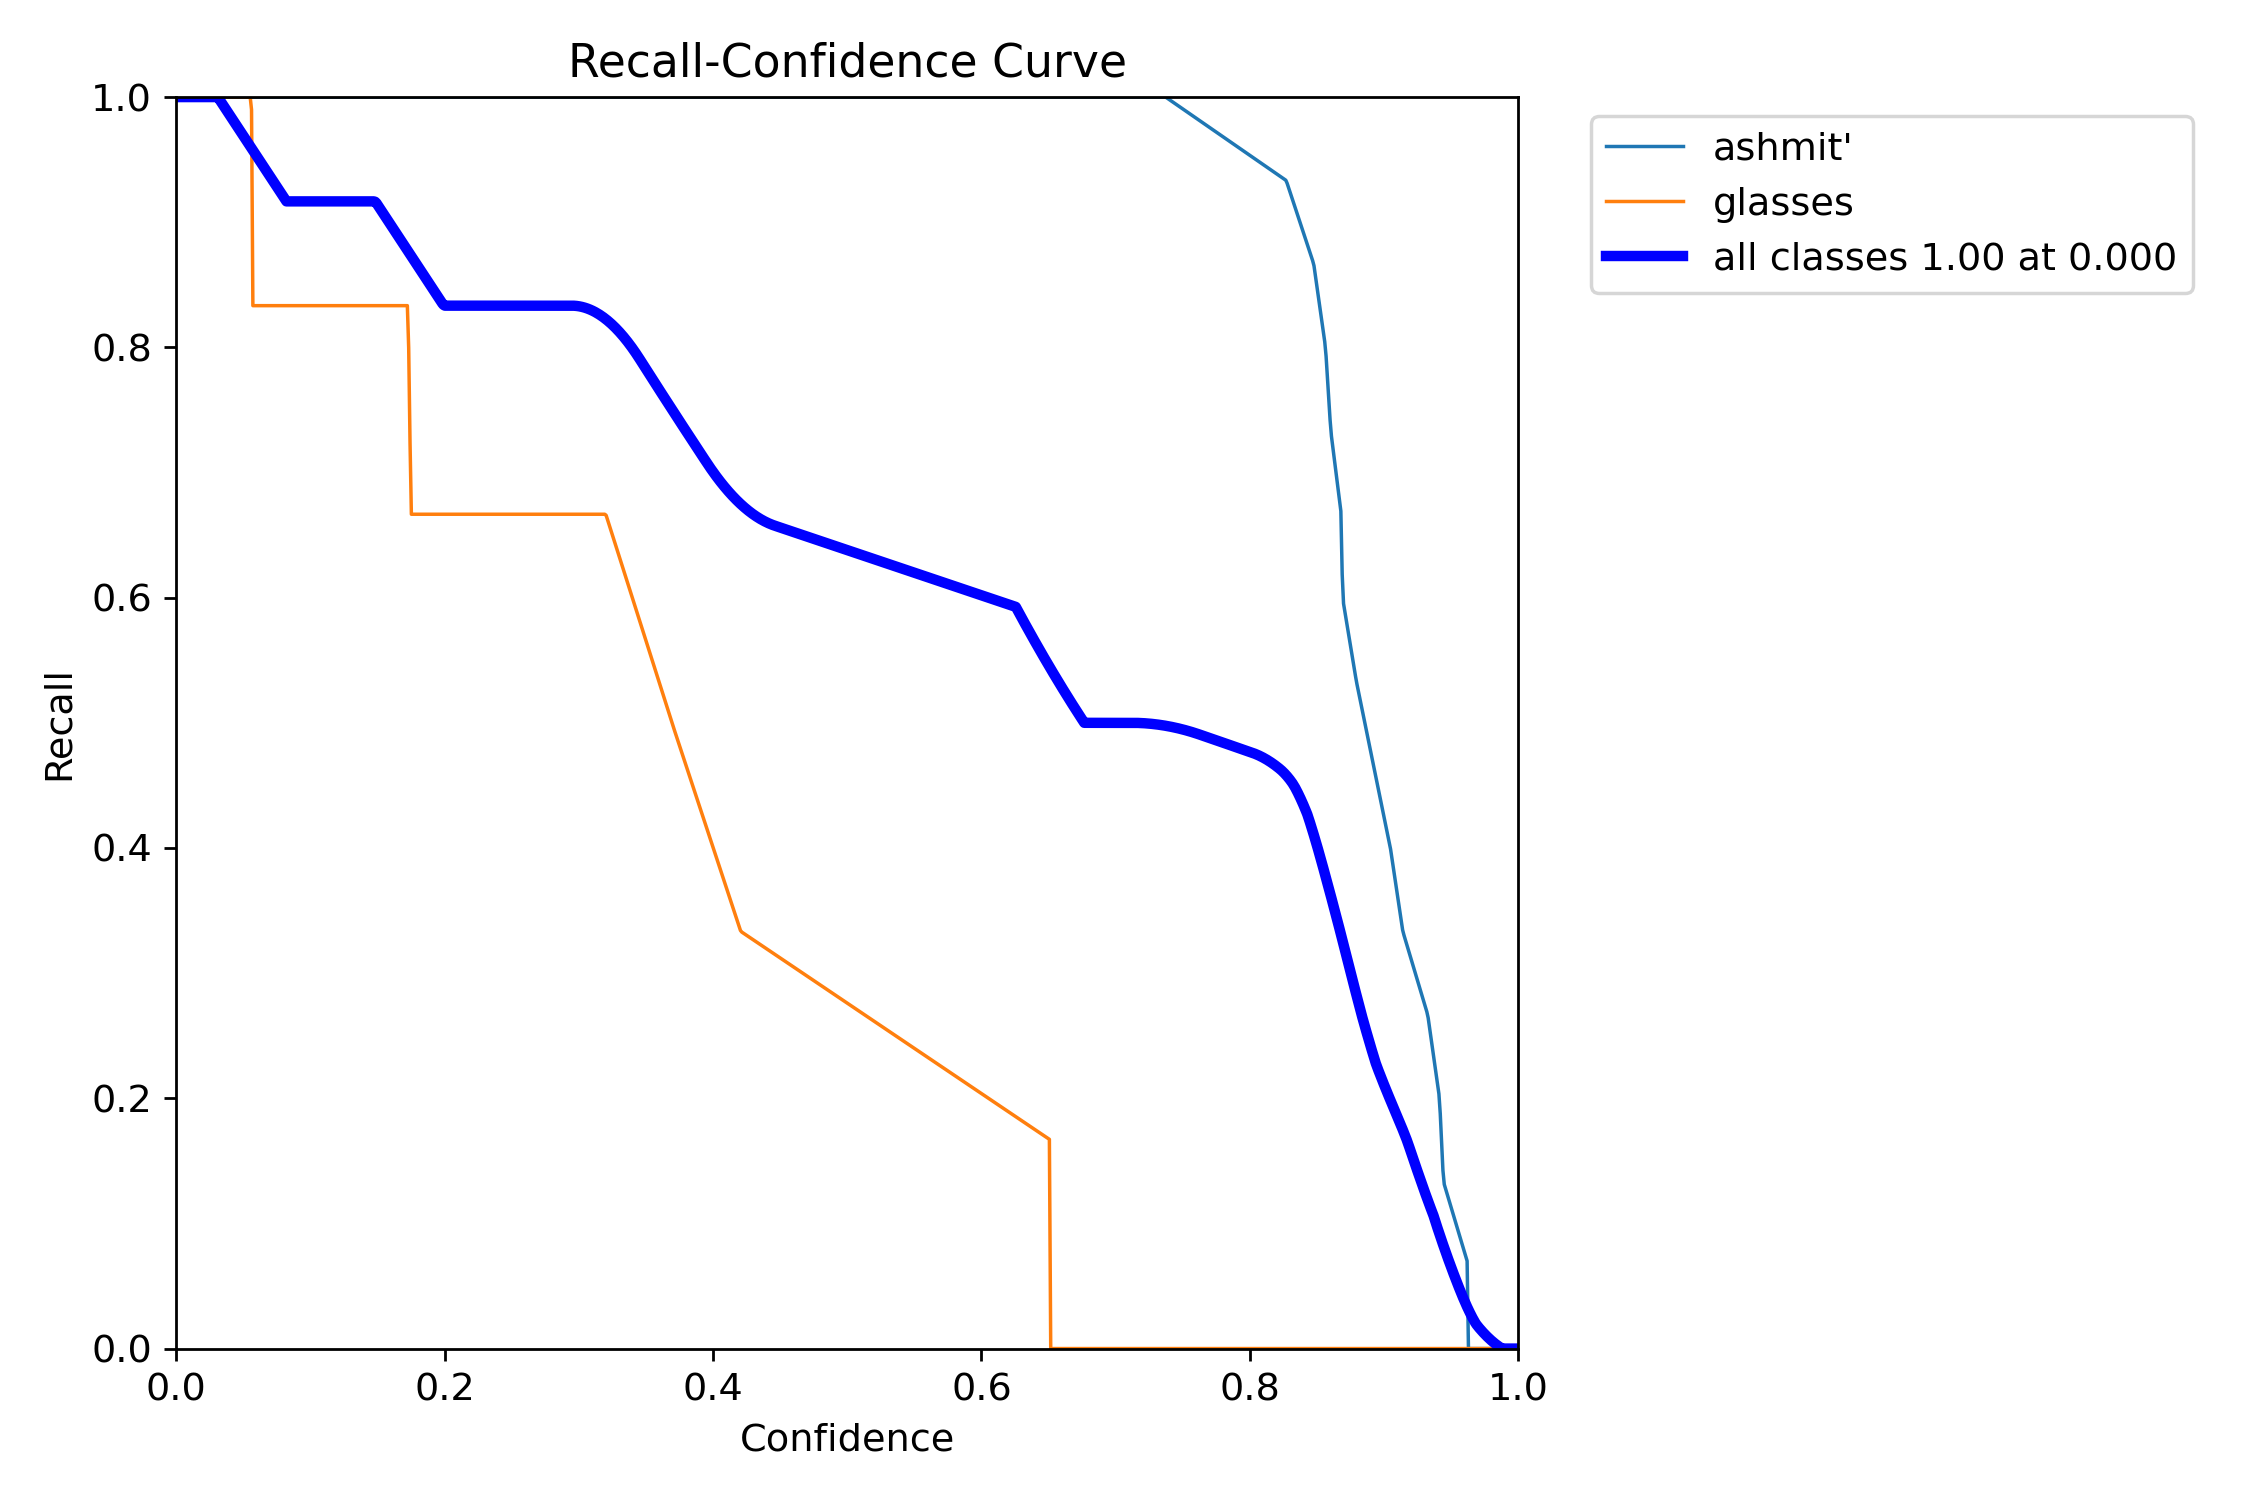 Recall-Confidence Curve
1.0
0.8
0.6
0.4
0.2
0.0
Recall
0.0 0.2 0.4 0.6 0.8 1.0
Confidence
ashmit'
glasses
all classes 1.00 at 0.000